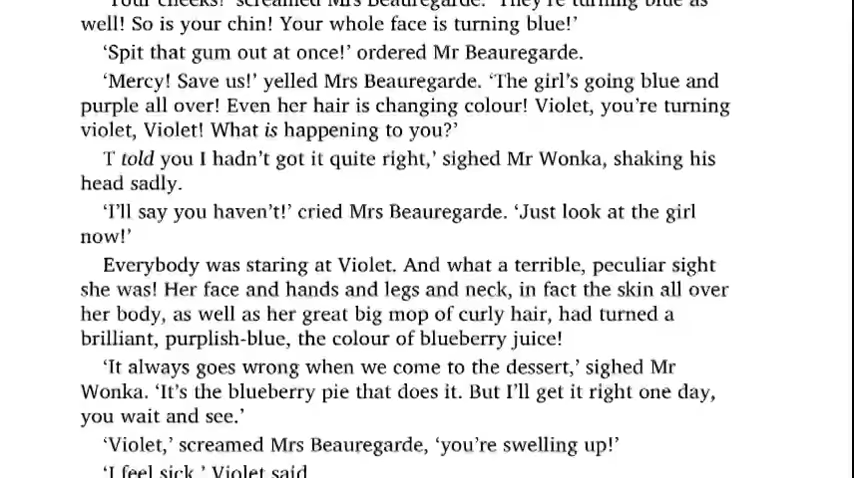 'Your cheeks!' screamed Mrs Beauregarde. 'They're turning blue as
well! So is your chin! Your whole face is turning blue!'
'Spit that gum out at once!' ordered Mr Beauregarde.
'Mercy! Save us!' yelled Mrs Beauregarde. 'The girl's going blue and
purple all over! Even her hair is changing colour! Violet, you're turning
violet, Violet! What is happening to you?'
T told you I hadn't got it quite right,' sighed Mr Wonka, shaking his
head sadly.
'I'll say you haven't!' cried Mrs Beauregarde. 'Just look at the girl
now!'
Everybody was staring at Violet. And what a terrible, peculiar sight
she was! Her face and hands and legs and neck, in fact the skin all over
her body, as well as her great big mop of curly hair, had turned a
brilliant, purplish-blue, the colour of blueberry juice!
'It always goes wrong when we come to the dessert,' sighed Mr
Wonka. 'It's the blueberry pie that does it. But I'll get it right one day,
you wait and see.'
'Violet,' screamed Mrs Beauregarde, 'you're swelling up!'
'I feel sick,' Violet said